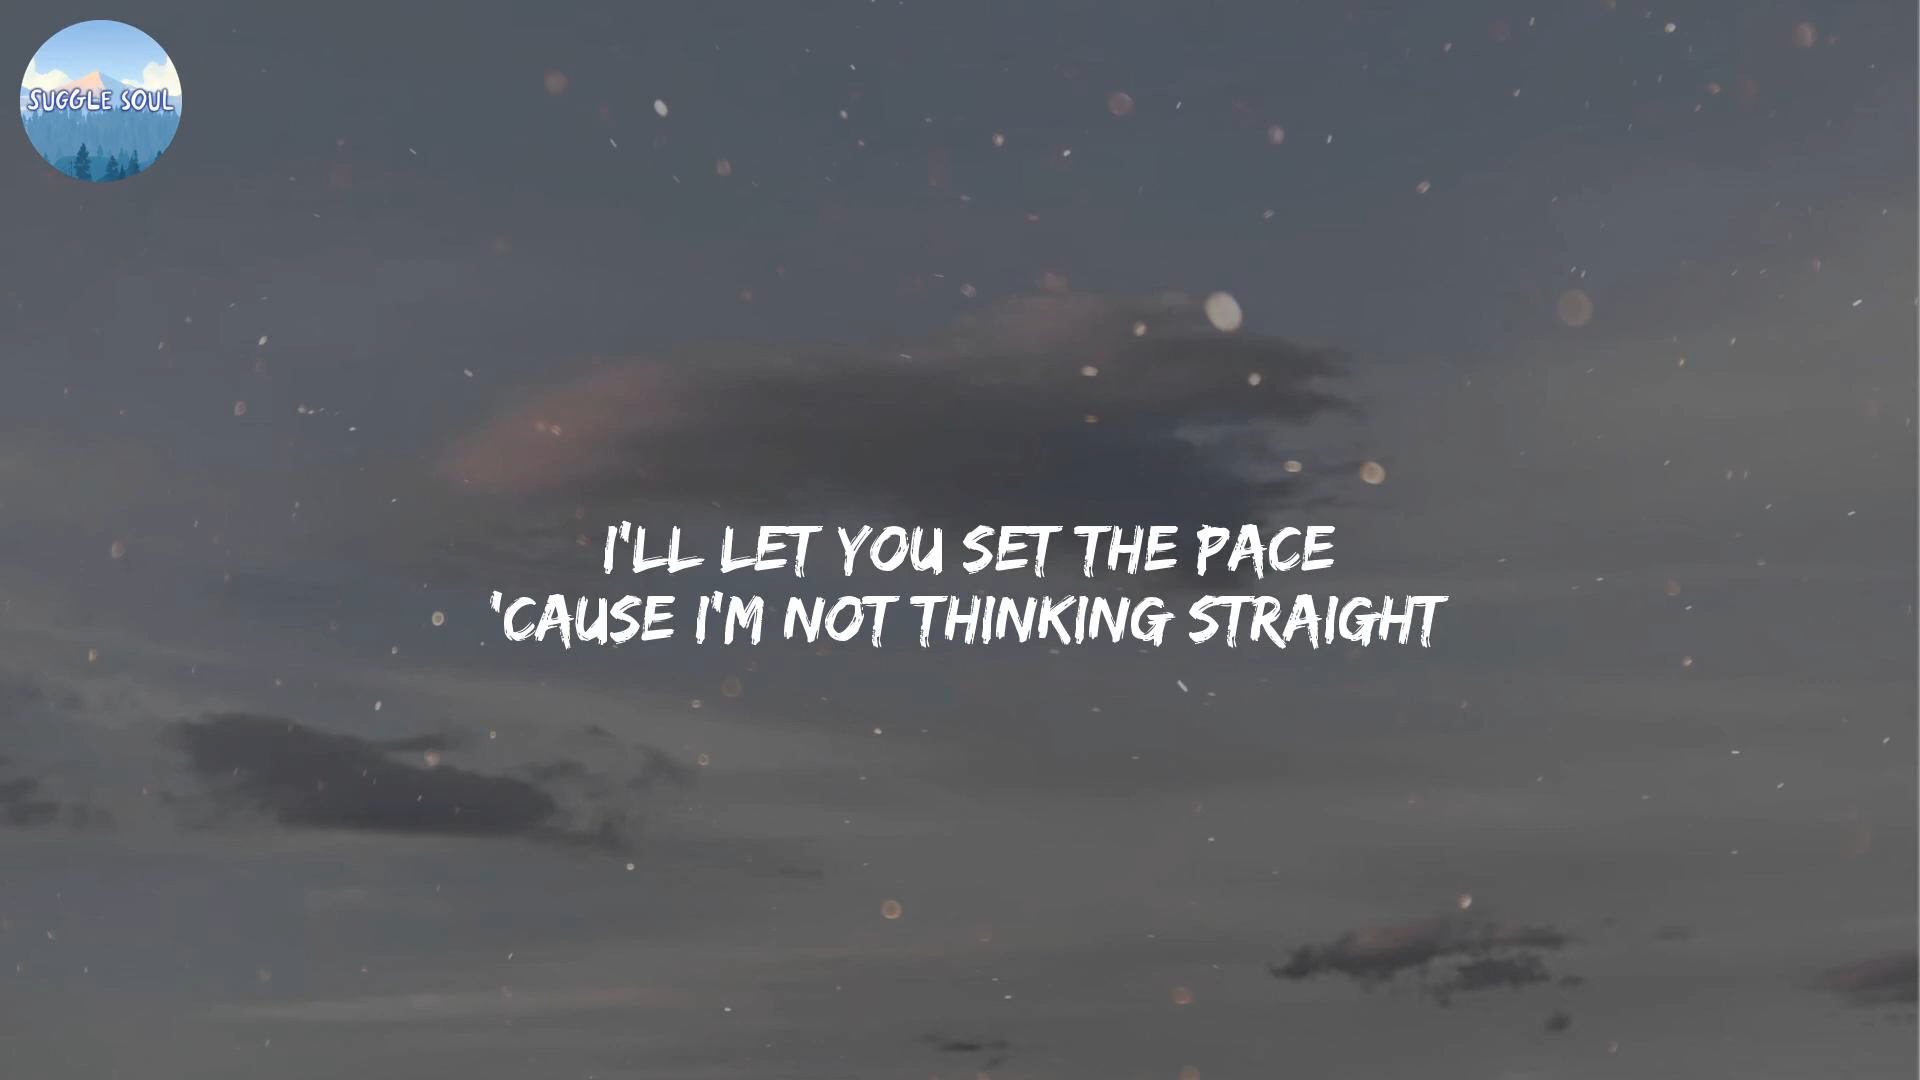 SUGGLE SOUL
I'LL LET YOU SET THE PACE
'CAUSE I'M NOT THINKING STRAIGHT